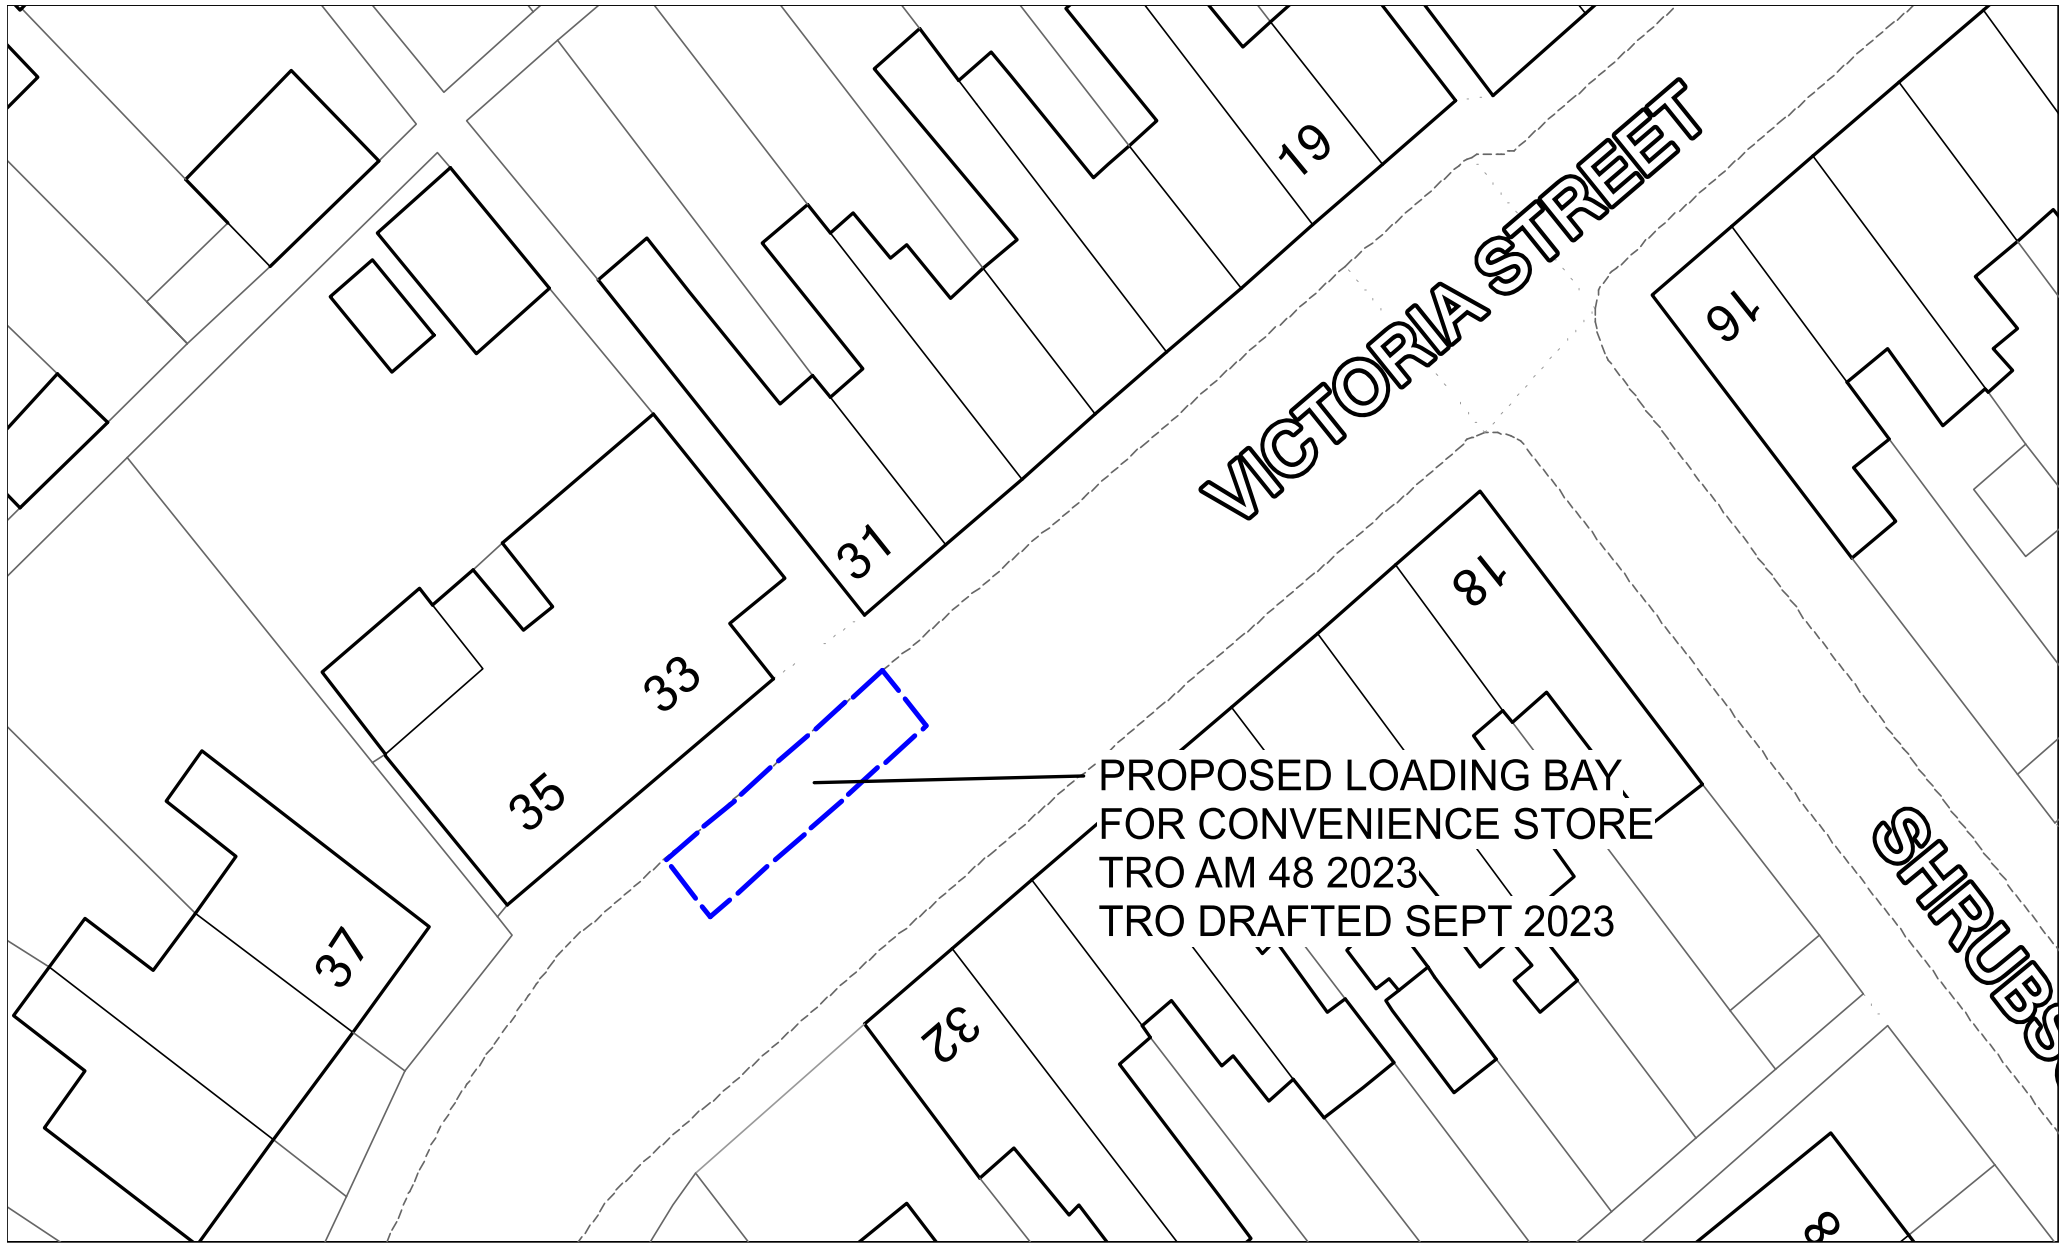 19
VICTORIA STREET
16
31
18
33
35
PROPOSED LOADING BAY
FOR CONVENIENCE STORE
TRO AM 48 2023
TRO DRAFTED SEPT 2023
37
32
SHRUBS
8